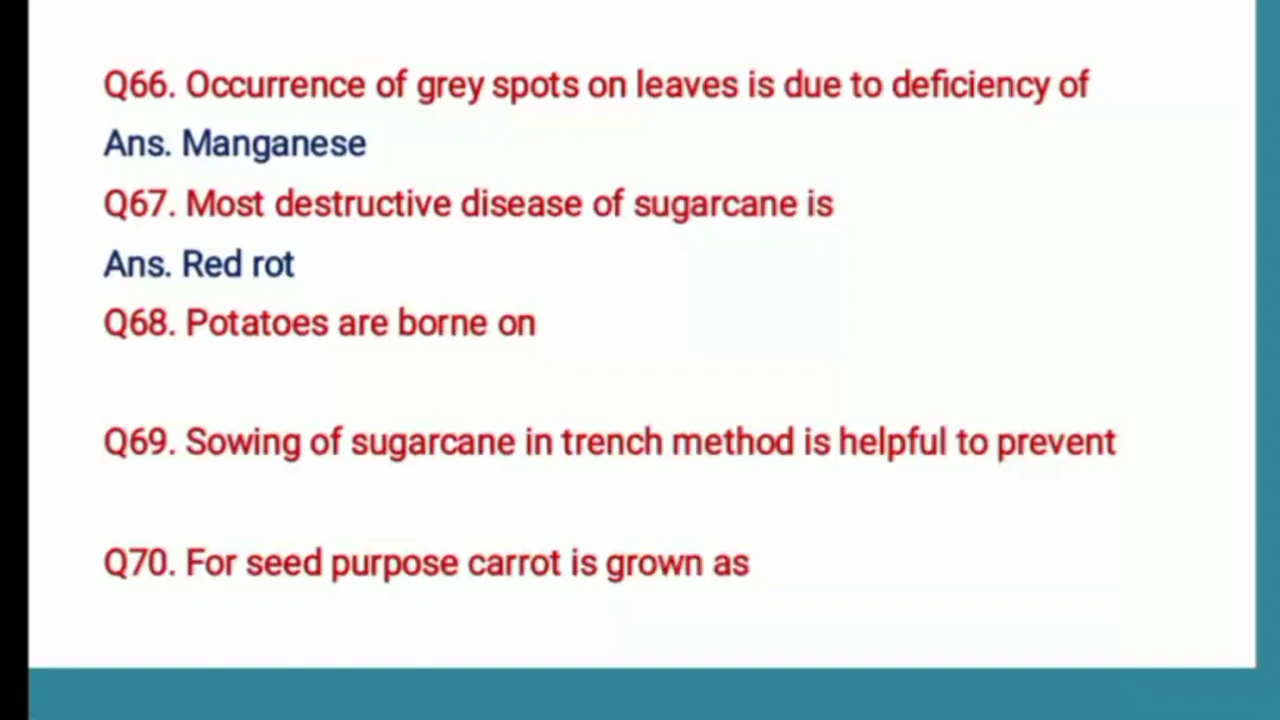 Q66. Occurrence of grey spots on leaves is due to deficiency of
Ans. Manganese
Q67. Most destructive disease of sugarcane is
Ans. Red rot
Q68. Potatoes are borne on
Q69. Sowing of sugarcane in trench method is helpful to prevent
Q70. For seed purpose carrot is grown as